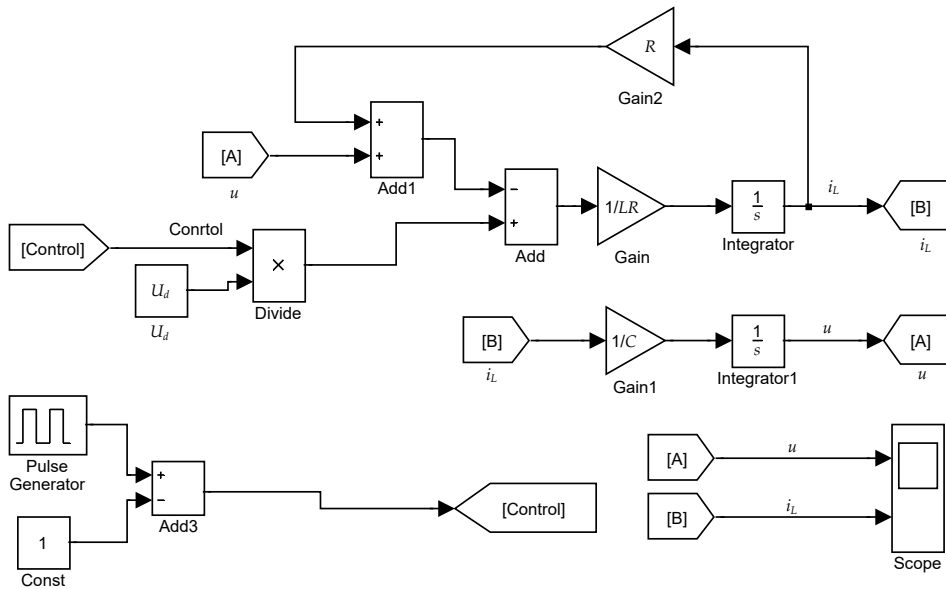 R
Gain2
+
+
[A]
u
Add1
−
+
Add
1/LR
Gain
1
s
Integrator
i_L
[B]
i_L
[Control]
Conrtol
U_d
U_d
×
Divide
[B]
i_L
1/C
Gain1
1
s
Integrator1
u
[A]
u
Pulse
Generator
1
Const
+
−
Add3
[Control]
[A]
u
[B]
i_L
Scope